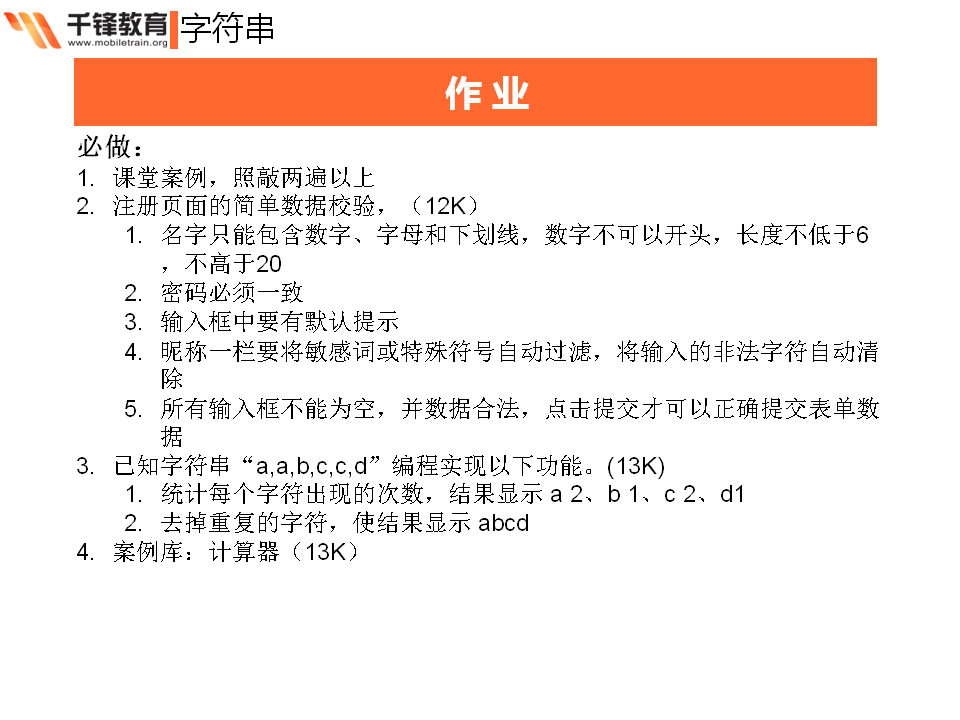 千锋教育 字符串
www.mobiletrain.org
作 业
必做：
1. 课堂案例，照敲两遍以上
2. 注册页面的简单数据校验，（12K）
1. 名字只能包含数字、字母和下划线，数字不可以开头，长度不低于6
，不高于20
2. 密码必须一致
3. 输入框中要有默认提示
4. 昵称一栏要将敏感词或特殊符号自动过滤，将输入的非法字符自动清
除
5. 所有输入框不能为空，并数据合法，点击提交才可以正确提交表单数
据
3. 已知字符串“a,a,b,c,c,d”编程实现以下功能。(13K)
1. 统计每个字符出现的次数，结果显示 a 2、b 1、c 2、d1
2. 去掉重复的字符，使结果显示 abcd
4. 案例库：计算器（13K）